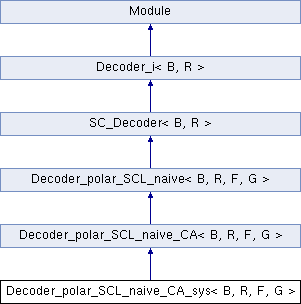 Module
Decoder_i< B, R >
SC_Decoder< B, R >
Decoder_polar_SCL_naive< B, R, F, G >
Decoder_polar_SCL_naive_CA< B, R, F, G >
Decoder_polar_SCL_naive_CA_sys< B, R, F, G >